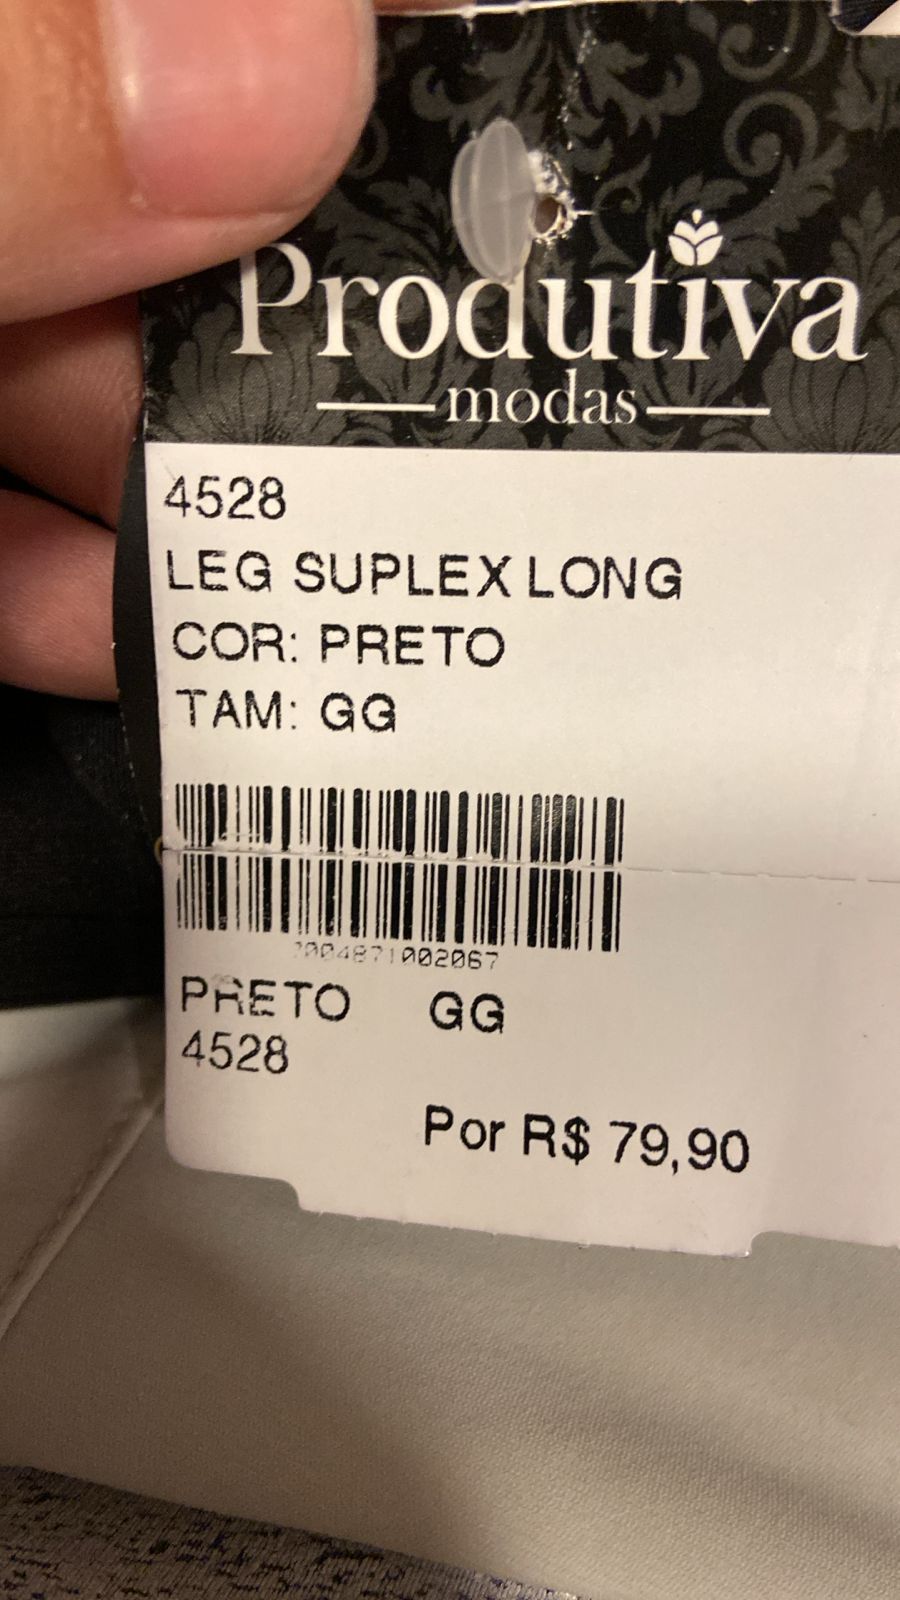 Produtiva
modas
4528
LEG SUPLEX LONG
COR: PRETO
TAM: GG
PRETO GG
4528
Por R$ 79,90